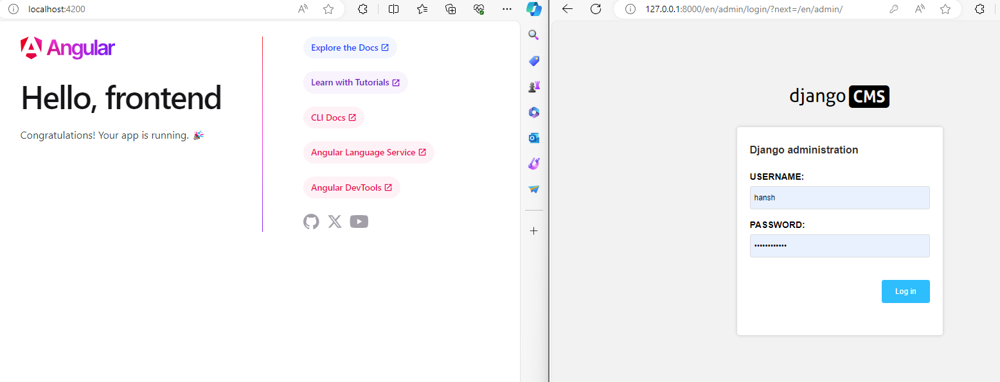 localhost:4200
Angular
Hello, frontend
Congratulations! Your app is running. 🎉
Explore the Docs
Learn with Tutorials
CLI Docs
Angular Language Service
Angular DevTools
127.0.0.1:8000/en/admin/login/?next=/en/admin/
django CMS
Django administration
USERNAME:
hansh
PASSWORD:
••••••••••••
Log in